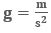 g = m/s²